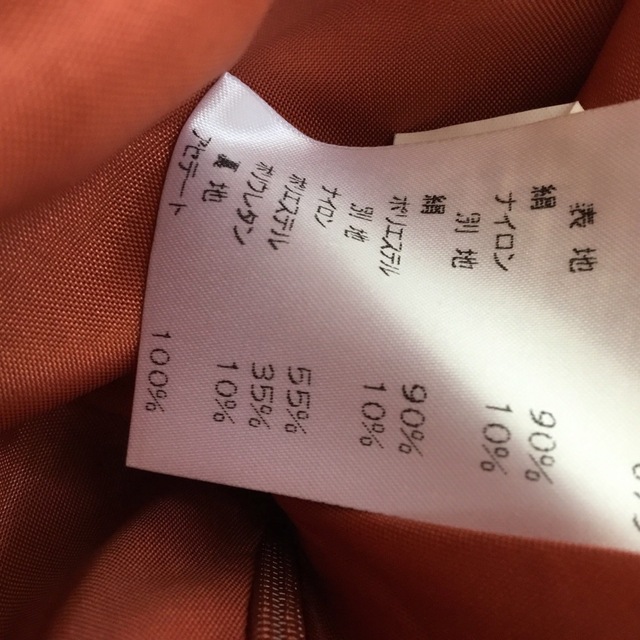 表地
絹 90%
ナイロン 10%
別地
絹 90%
ポリエステル 10%
別地
ナイロン 55%
ポリエステル 35%
ポリウレタン 10%
裏地
アセテート 100%